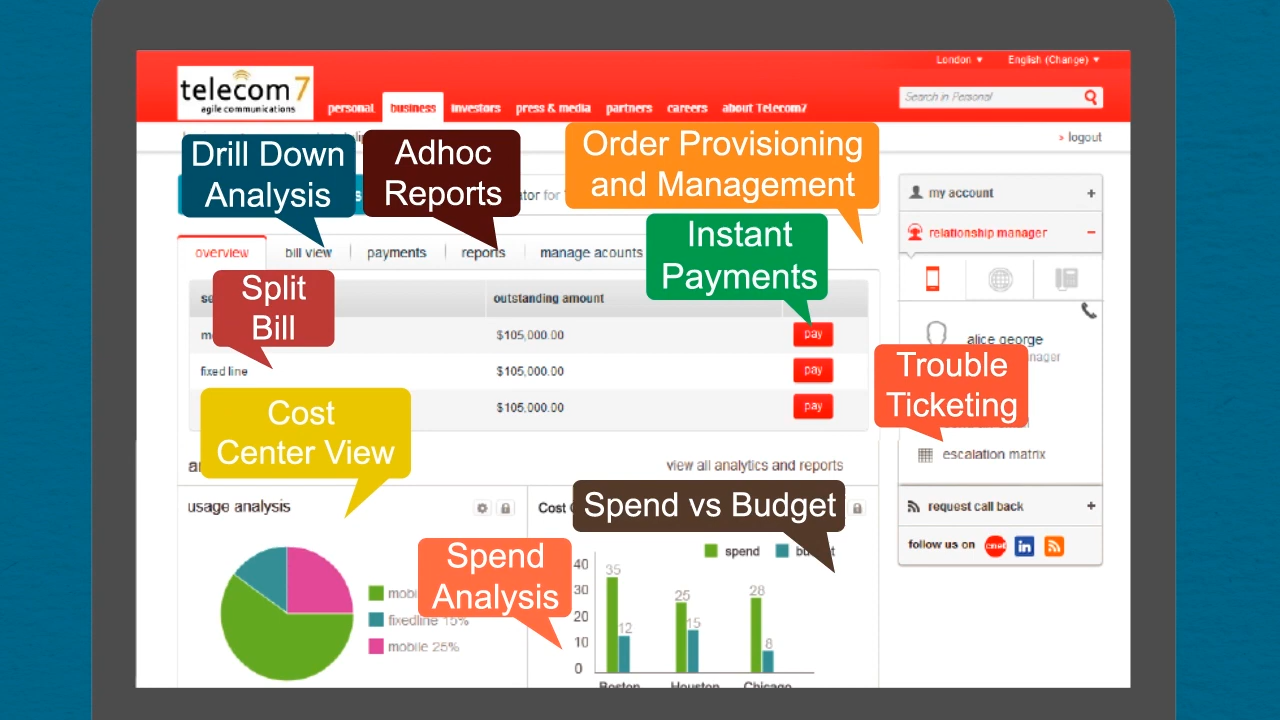 London ▾ English (Change) ▾
telecom 7
agile communications
personal business investors press & media partners careers about Telecom7
Search in Personal
» logout
Drill Down
Analysis
Adhoc
Reports
Order Provisioning
and Management
my account +
Instant
Payments
overview bill view payments reports manage acounts
relationship manager −
Split
Bill
outstanding amount
$105,000.00 pay
fixed line $105,000.00 pay
$105,000.00 pay
alice george
Trouble
Ticketing
Cost
Center View
escalation matrix
view all analytics and reports
usage analysis
Cost
Spend vs Budget
request call back +
follow us on
in
Spend
Analysis
fixedline 15%
mobile 25%
spend
40
30
20
10
0
35 12
25 15
28 8
Boston Houston Chicago